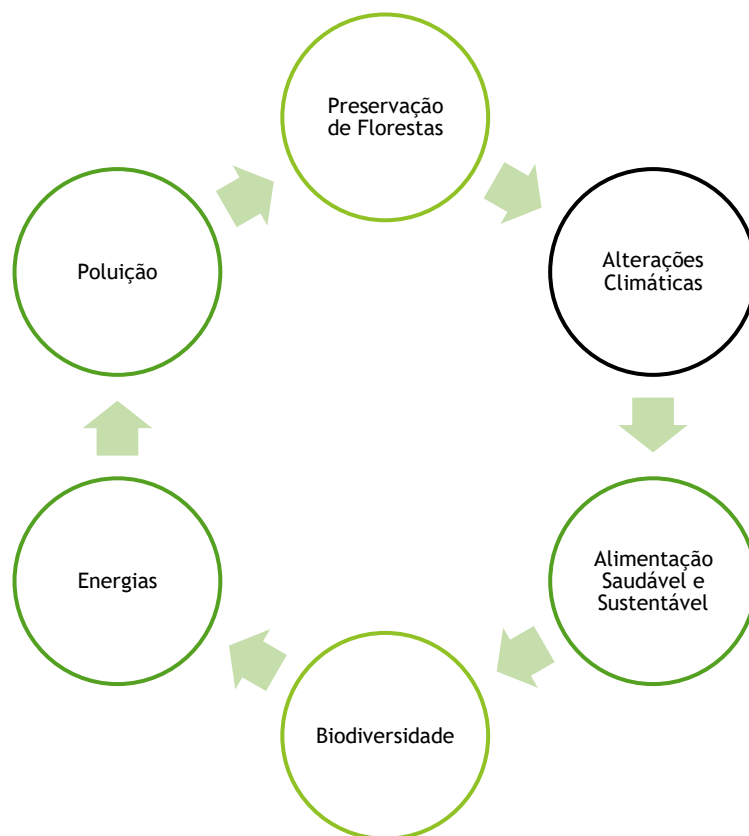 Preservação
de Florestas
Alterações
Climáticas
Alimentação
Saudável e
Sustentável
Biodiversidade
Energias
Poluição